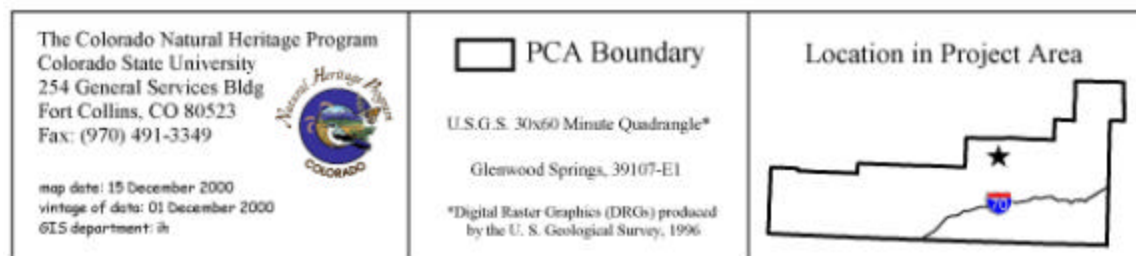 The Colorado Natural Heritage Program
Colorado State University
254 General Services Bldg
Fort Collins, CO 80523
Fax: (970) 491-3349
Natural Heritage Program
COLORADO
map date: 15 December 2000
vintage of data: 01 December 2000
GIS department: ih
PCA Boundary
U.S.G.S. 30x60 Minute Quadrangle*
Glenwood Springs, 39107-E1
*Digital Raster Graphics (DRGs) produced
by the U. S. Geological Survey, 1996
Location in Project Area
70